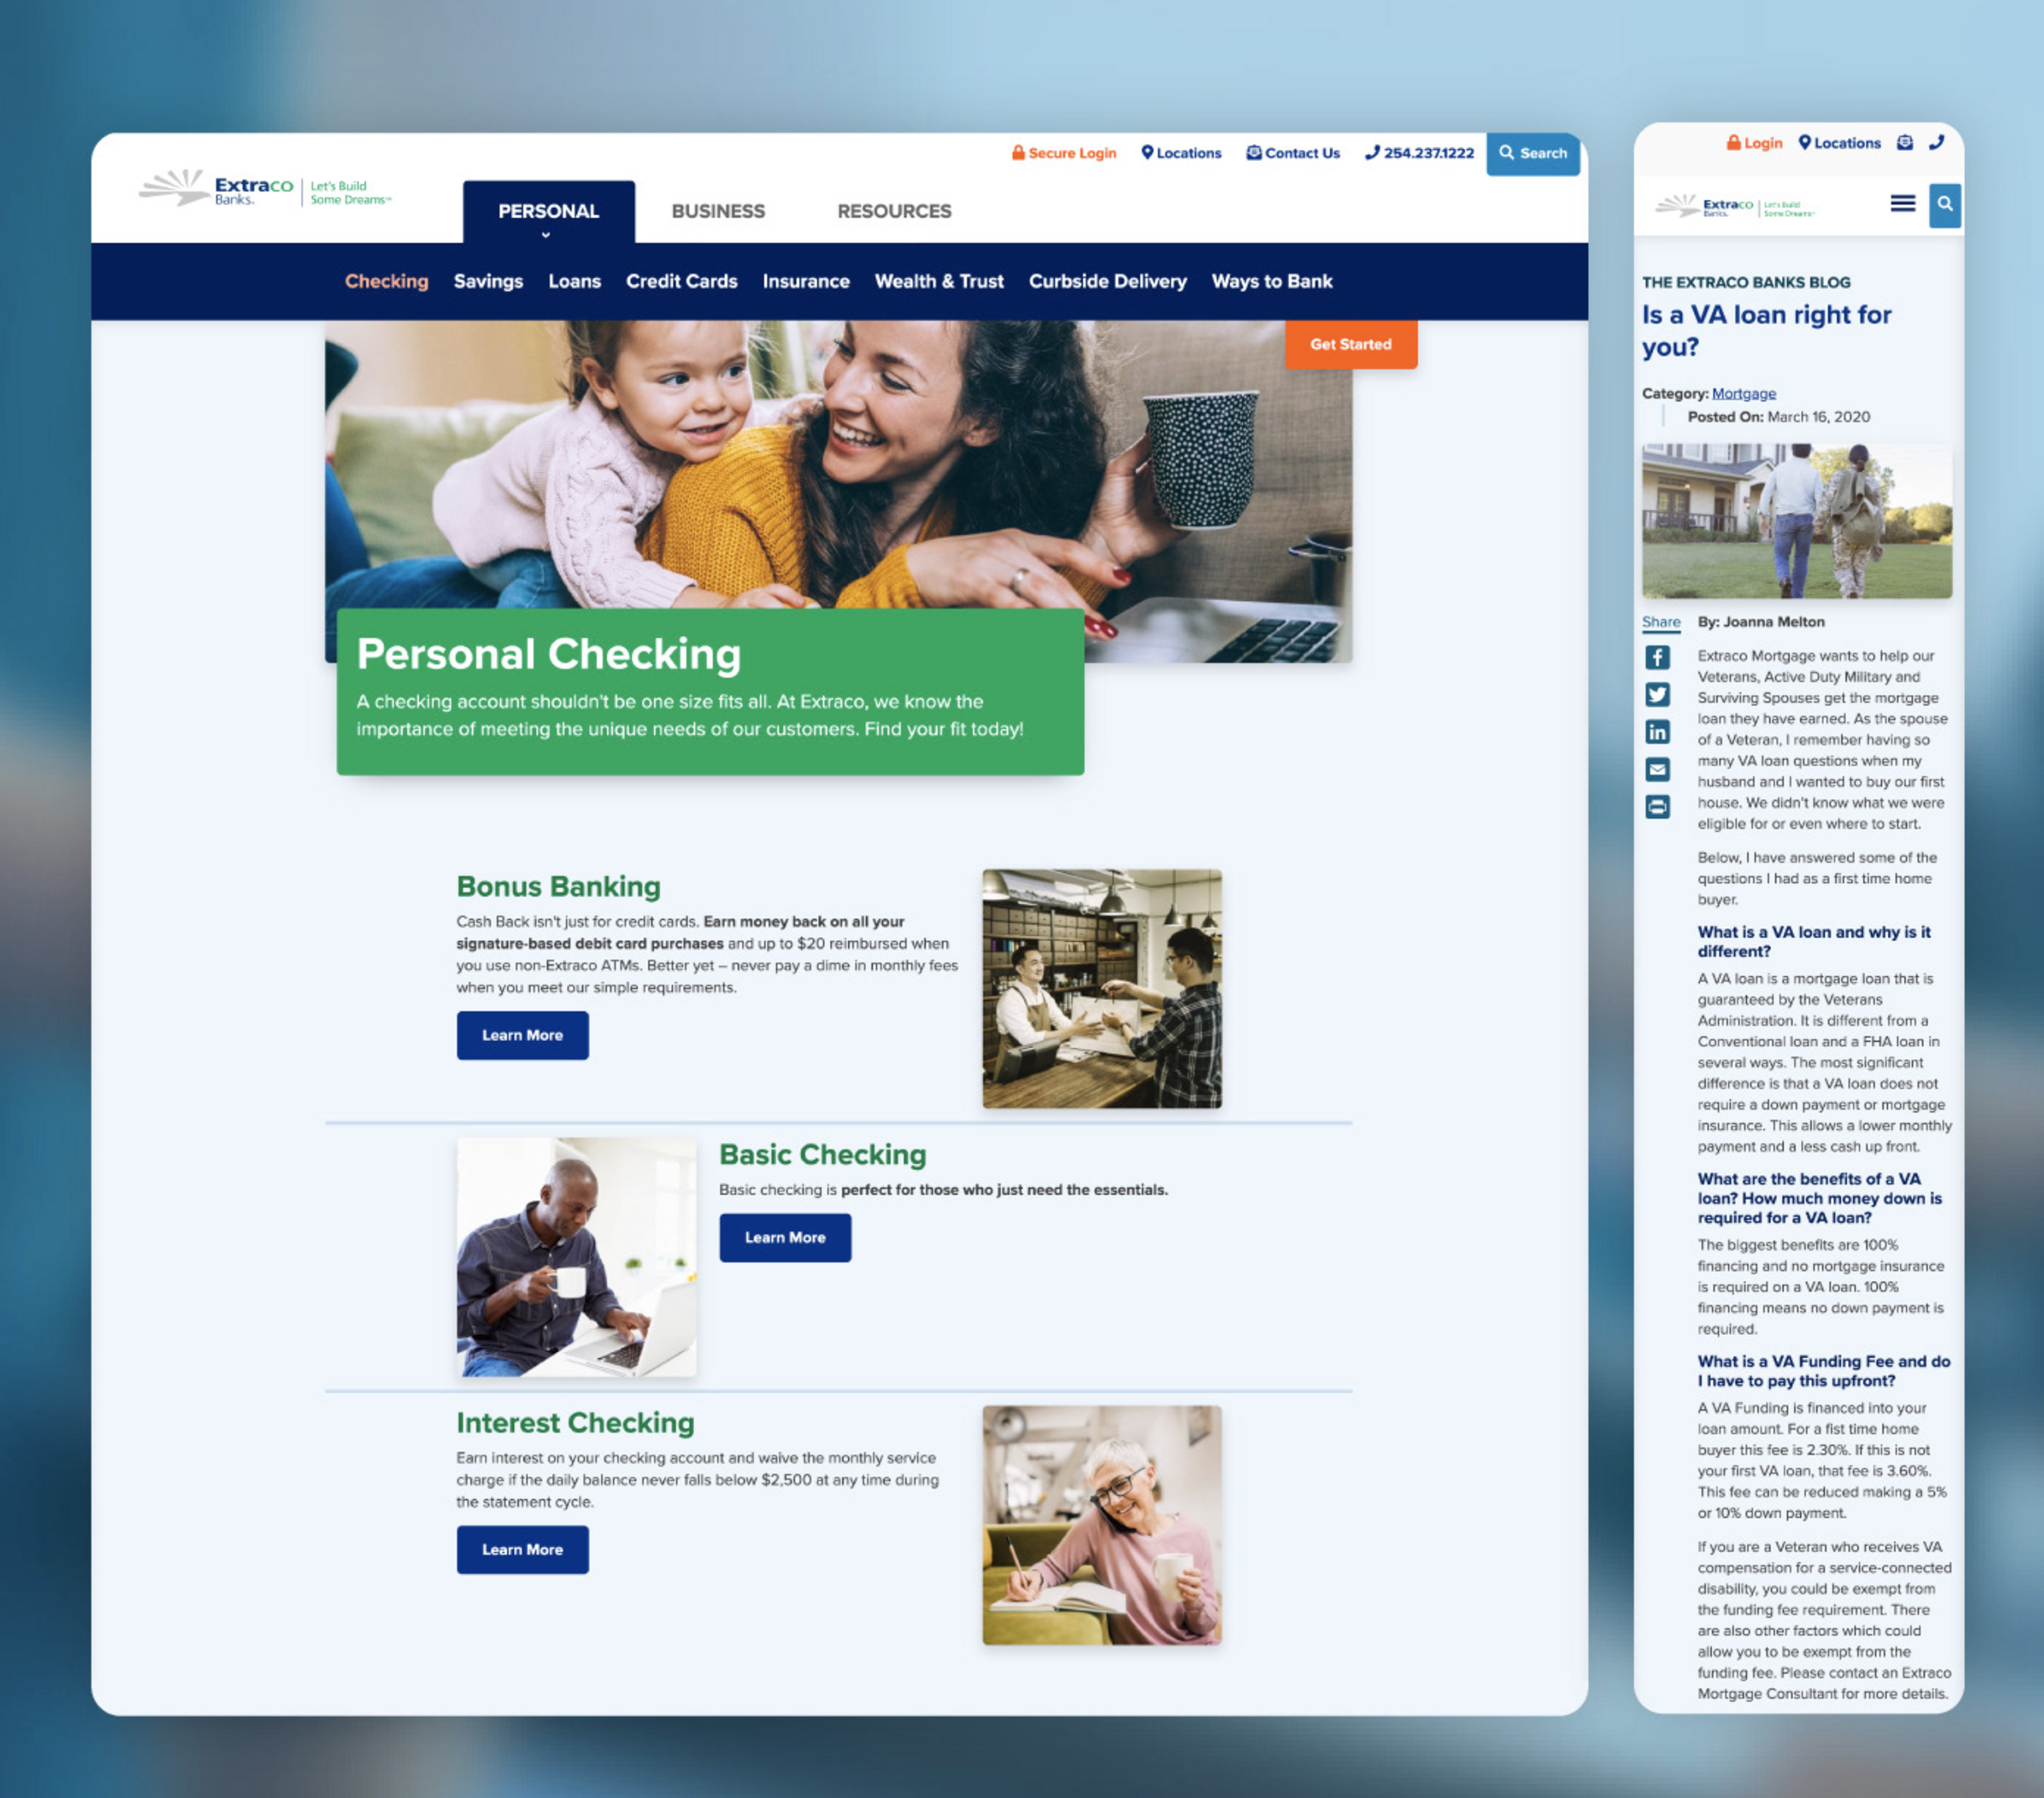 Secure Login
Locations
Contact Us
254.237.1222
Search
Extraco
Banks.
Let's Build
Some Dreams℠
PERSONAL
BUSINESS
RESOURCES
Checking
Savings
Loans
Credit Cards
Insurance
Wealth & Trust
Curbside Delivery
Ways to Bank
Get Started
Personal Checking
A checking account shouldn't be one size fits all. At Extraco, we know the
importance of meeting the unique needs of our customers. Find your fit today!
Bonus Banking
Cash Back isn't just for credit cards. Earn money back on all your
signature-based debit card purchases and up to $20 reimbursed when
you use non-Extraco ATMs. Better yet – never pay a dime in monthly fees
when you meet our simple requirements.
Learn More
Basic Checking
Basic checking is perfect for those who just need the essentials.
Learn More
Interest Checking
Earn interest on your checking account and waive the monthly service
charge if the daily balance never falls below $2,500 at any time during
the statement cycle.
Learn More
Login
Locations
Extraco
Banks.
Let's Build
Some Dreams℠
THE EXTRACO BANKS BLOG
Is a VA loan right for
you?
Category: Mortgage
Posted On: March 16, 2020
Share
By: Joanna Melton
Extraco Mortgage wants to help our
Veterans, Active Duty Military and
Surviving Spouses get the mortgage
loan they have earned. As the spouse
of a Veteran, I remember having so
many VA loan questions when my
husband and I wanted to buy our first
house. We didn't know what we were
eligible for or even where to start.
Below, I have answered some of the
questions I had as a first time home
buyer.
What is a VA loan and why is it
different?
A VA loan is a mortgage loan that is
guaranteed by the Veterans
Administration. It is different from a
Conventional loan and a FHA loan in
several ways. The most significant
difference is that a VA loan does not
require a down payment or mortgage
insurance. This allows a lower monthly
payment and a less cash up front.
What are the benefits of a VA
loan? How much money down is
required for a VA loan?
The biggest benefits are 100%
financing and no mortgage insurance
is required on a VA loan. 100%
financing means no down payment is
required.
What is a VA Funding Fee and do
I have to pay this upfront?
A VA Funding is financed into your
loan amount. For a fist time home
buyer this fee is 2.30%. If this is not
your first VA loan, that fee is 3.60%.
This fee can be reduced making a 5%
or 10% down payment.
If you are a Veteran who receives VA
compensation for a service-connected
disability, you could be exempt from
the funding fee requirement. There
are also other factors which could
allow you to be exempt from the
funding fee. Please contact an Extraco
Mortgage Consultant for more details.